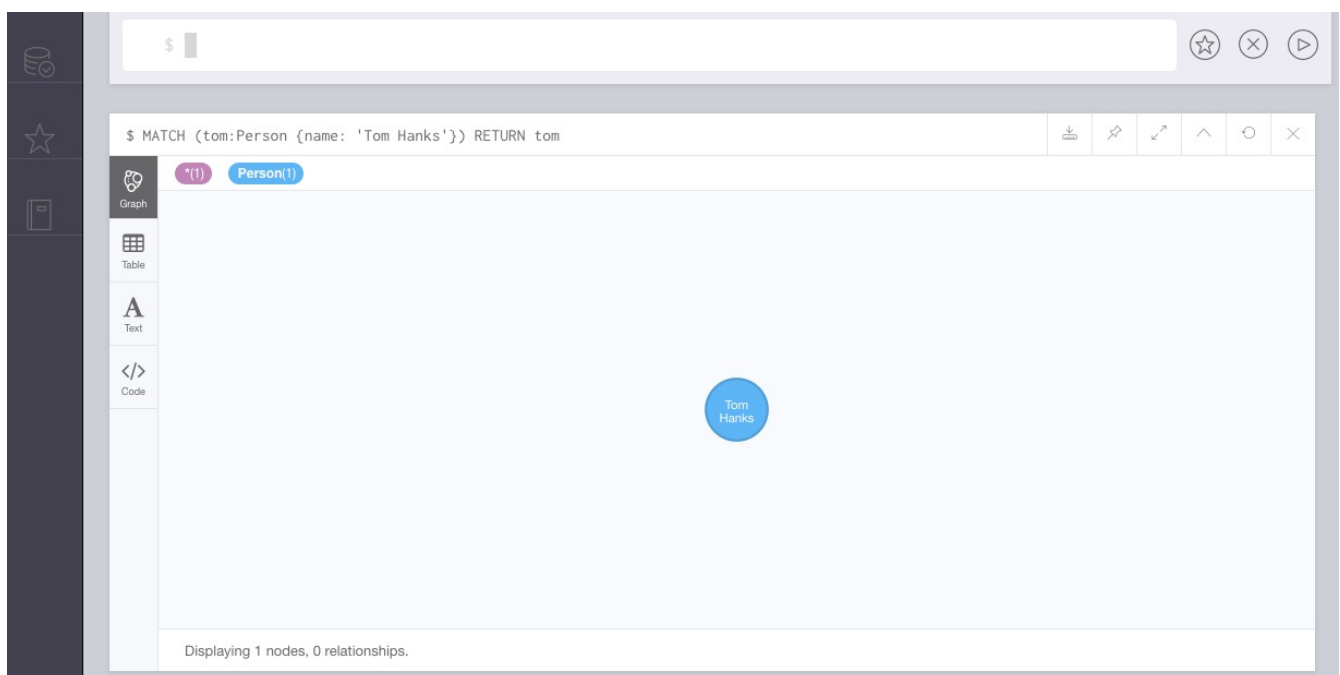 $
$ MATCH (tom:Person {name: 'Tom Hanks'}) RETURN tom
*(1) Person(1)
Graph
Table
A
Text
</>
Code
Tom
Hanks
Displaying 1 nodes, 0 relationships.